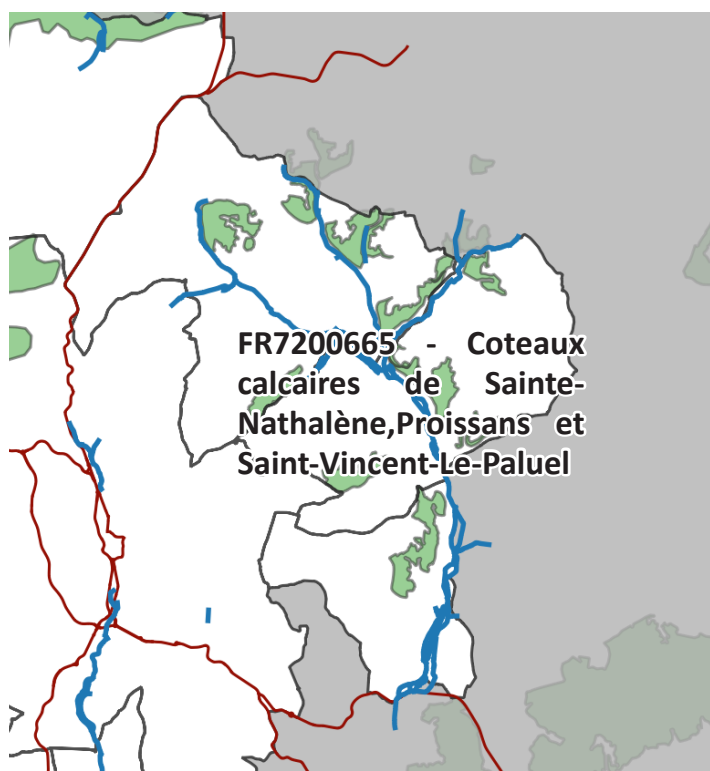 FR7200665 - Coteaux
calcaires de Sainte-
Nathalène,Proissans et
Saint-Vincent-Le-Paluel